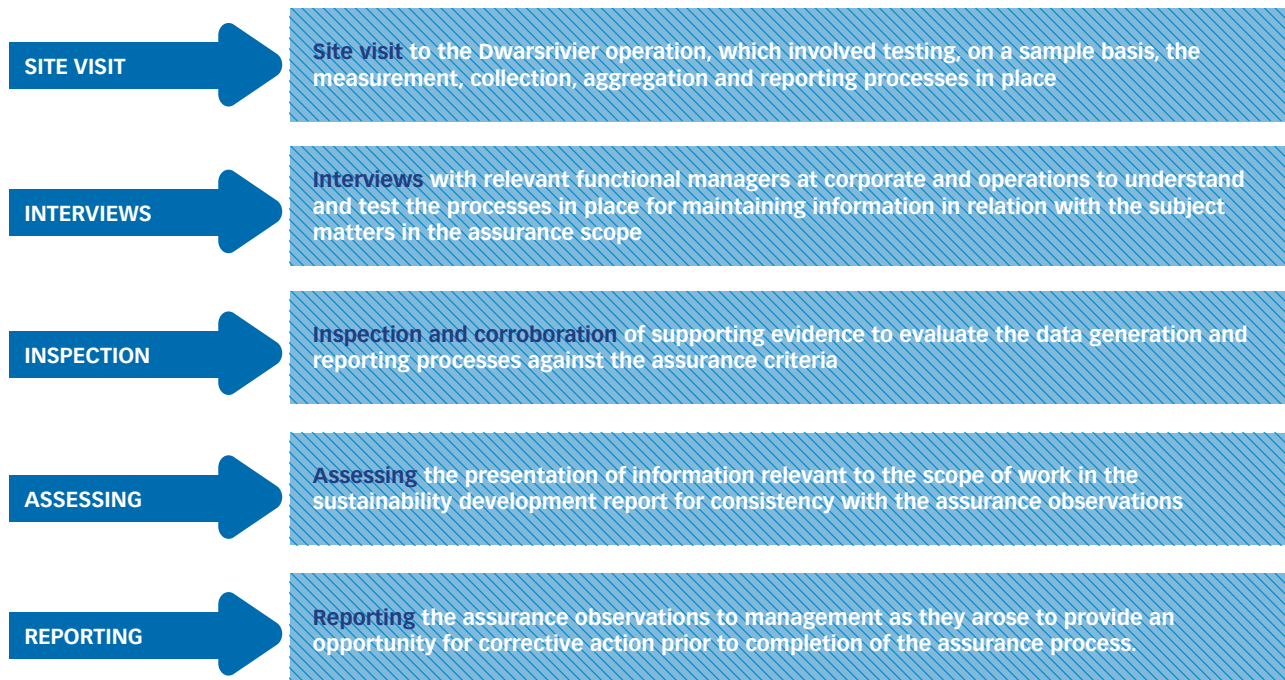 SITE VISIT
Site visit to the Dwarsrivier operation, which involved testing, on a sample basis, the
measurement, collection, aggregation and reporting processes in place
INTERVIEWS
Interviews with relevant functional managers at corporate and operations to understand
and test the processes in place for maintaining information in relation with the subject
matters in the assurance scope
INSPECTION
Inspection and corroboration of supporting evidence to evaluate the data generation and
reporting processes against the assurance criteria
ASSESSING
Assessing the presentation of information relevant to the scope of work in the
sustainability development report for consistency with the assurance observations
REPORTING
Reporting the assurance observations to management as they arose to provide an
opportunity for corrective action prior to completion of the assurance process.